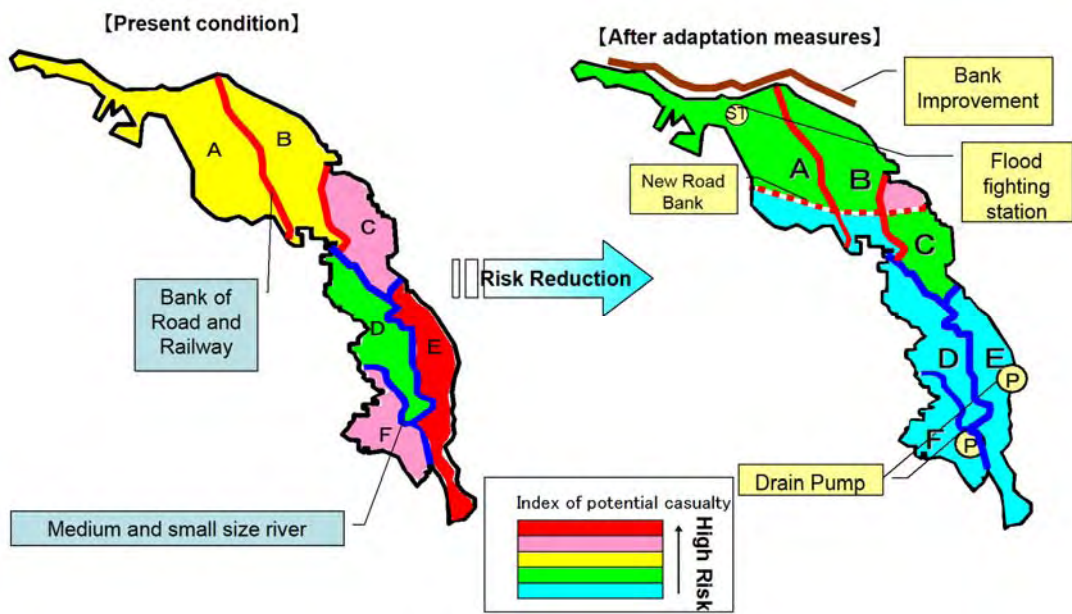 【Present condition】
A
B
C
D
E
F
Bank of
Road and
Railway
Medium and small size river
Risk Reduction
【After adaptation measures】
Bank
Improvement
ST
Flood
fighting
station
New Road
Bank
A
B
C
D
E
F
P
P
Drain Pump
Index of potential casualty
High Risk